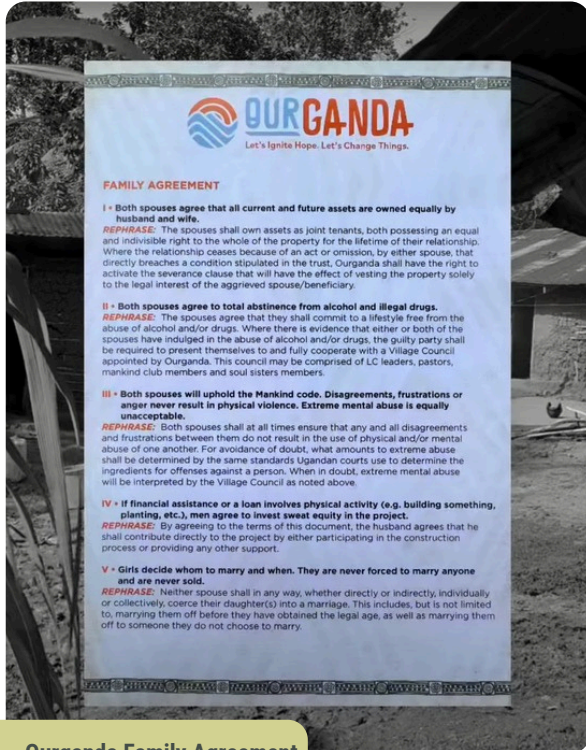 OURGANDA
Let's Ignite Hope. Let's Change Things.
FAMILY AGREEMENT
I • Both spouses agree that all current and future assets are owned equally by
husband and wife.
REPHRASE: The spouses shall own assets as joint tenants, both possessing an equal
and indivisible right to the whole of the property for the lifetime of their relationship.
Where the relationship ceases because of an act or omission, by either spouse, that
directly breaches a condition stipulated in the trust, Ourganda shall have the right to
activate the severance clause that will have the effect of vesting the property solely
to the legal interest of the aggrieved spouse/beneficiary.
II • Both spouses agree to total abstinence from alcohol and illegal drugs.
REPHRASE: The spouses agree that they shall commit to a lifestyle free from the
abuse of alcohol and/or drugs. Where there is evidence that either or both of the
spouses have indulged in the abuse of alcohol and/or drugs, the guilty party shall
be required to present themselves to and fully cooperate with a Village Council
appointed by Ourganda. This council may be comprised of LC leaders, pastors,
mankind club members and soul sisters members.
III • Both spouses will uphold the Mankind code. Disagreements, frustrations or
anger never result in physical violence. Extreme mental abuse is equally
unacceptable.
REPHRASE: Both spouses shall at all times ensure that any and all disagreements
and frustrations between them do not result in the use of physical and/or mental
abuse of one another. For avoidance of doubt, what amounts to extreme abuse
shall be determined by the same standards Ugandan courts use to determine the
ingredients for offenses against a person. When in doubt, extreme mental abuse
will be interpreted by the Village Council as noted above.
IV • If financial assistance or a loan involves physical activity (e.g. building something,
planting, etc.), men agree to invest sweat equity in the project.
REPHRASE: By agreeing to the terms of this document, the husband agrees that he
shall contribute directly to the project by either participating in the construction
process or providing any other support.
V • Girls decide whom to marry and when. They are never forced to marry anyone
and are never sold.
REPHRASE: Neither spouse shall in any way, whether directly or indirectly, individually
or collectively, coerce their daughter(s) into a marriage. This includes, but is not limited
to, marrying them off before they have obtained the legal age, as well as marrying them
off to someone they do not choose to marry.
Ourganda Family Agreement